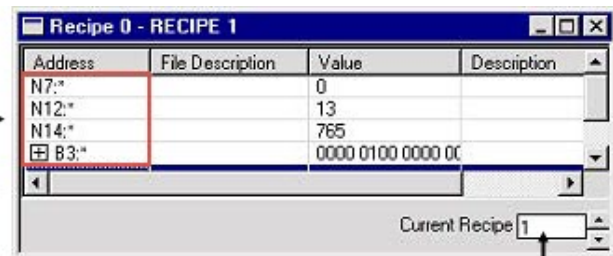 Recipe 0 - RECIPE 1
Address File Description Value Description
N7:* 0
N12:* 13
N14:* 765
B3:* 0000 0100 0000 00
Current Recipe 1